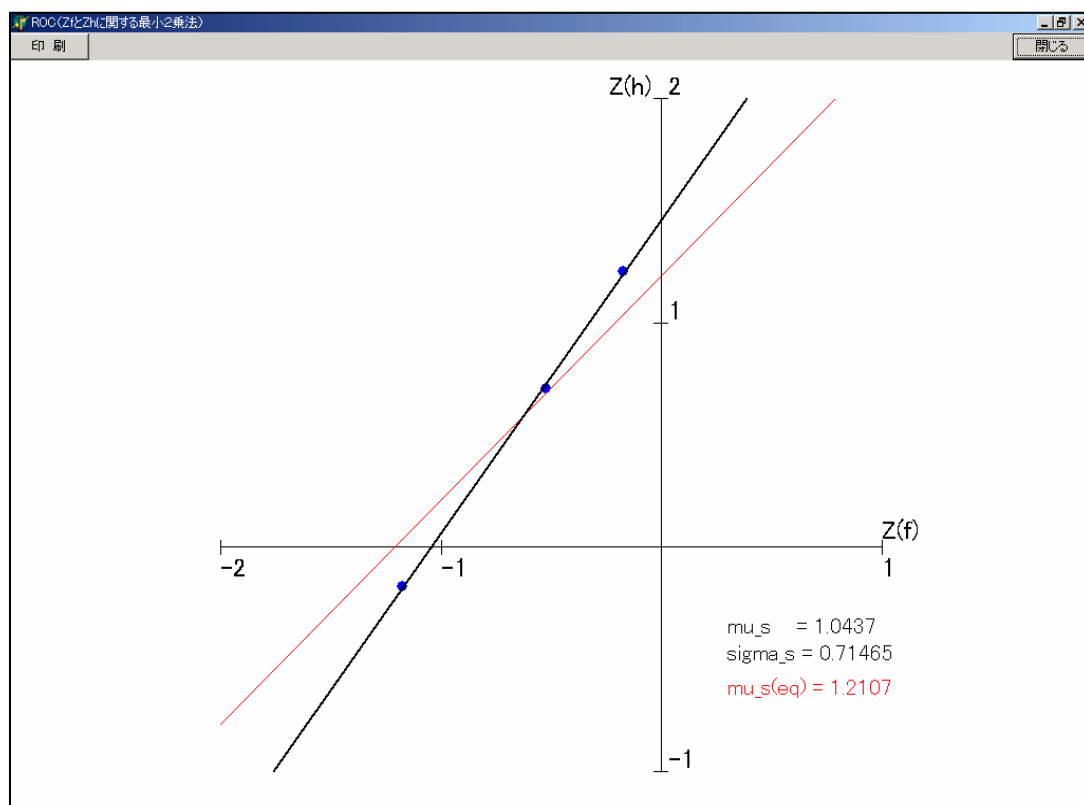 ROC(ZfとZhに関する最小2乗法)
印 刷
閉じる
Z(h) 2
1
Z(f)
-2 -1 1
mu_s = 1.0437
sigma_s = 0.71465
mu_s(eq) = 1.2107
-1